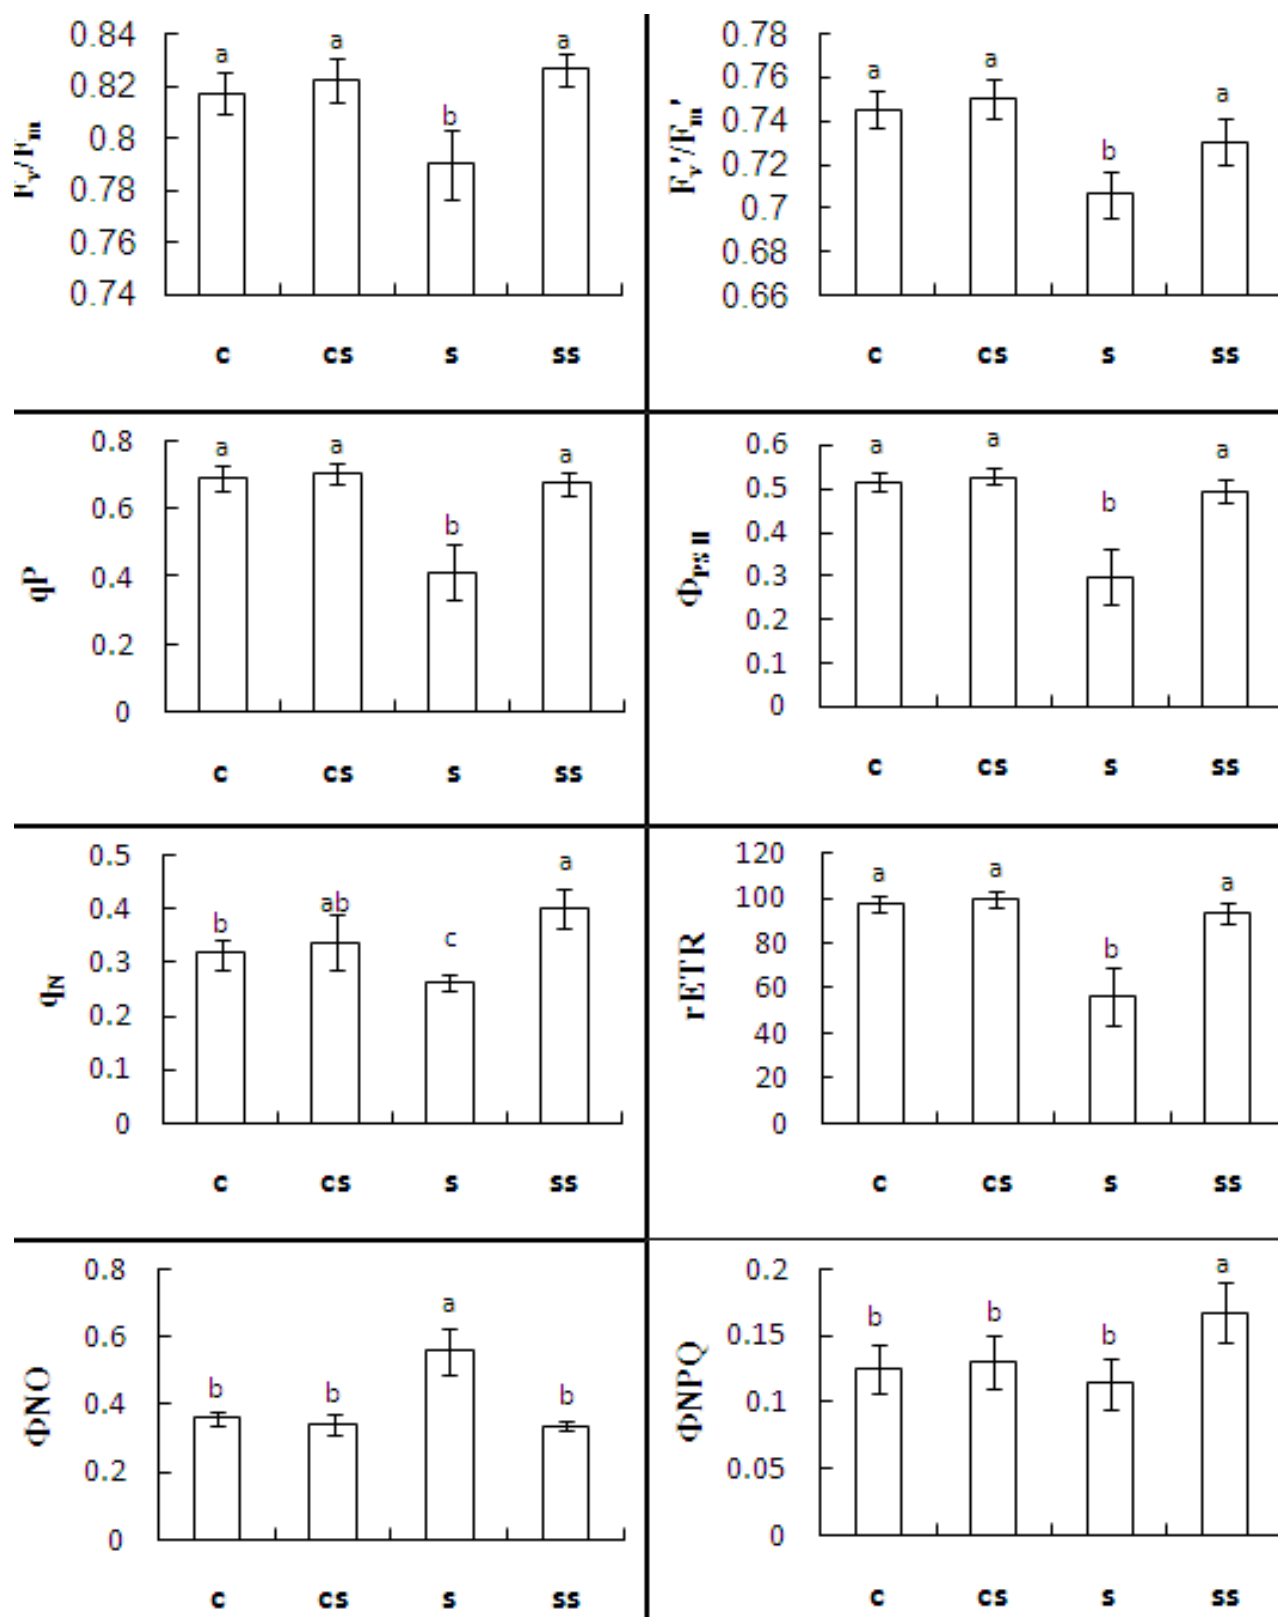 0.84
0.82
0.8
0.78
0.76
0.74
Fv/Fm
a
a
b
a
c cs s ss
0.78
0.76
0.74
0.72
0.7
0.68
0.66
Fv'/Fm'
a
a
b
a
c cs s ss
0.8
0.6
0.4
0.2
0
qP
a
a
b
a
c cs s ss
0.6
0.5
0.4
0.3
0.2
0.1
0
ΦPS II
a
a
b
a
c cs s ss
0.5
0.4
0.3
0.2
0.1
0
qN
b
ab
c
a
c cs s ss
120
100
80
60
40
20
0
rETR
a
a
b
a
c cs s ss
0.8
0.6
0.4
0.2
0
ΦNO
b
b
a
b
c cs s ss
0.2
0.15
0.1
0.05
0
ΦNPQ
b
b
b
a
c cs s ss